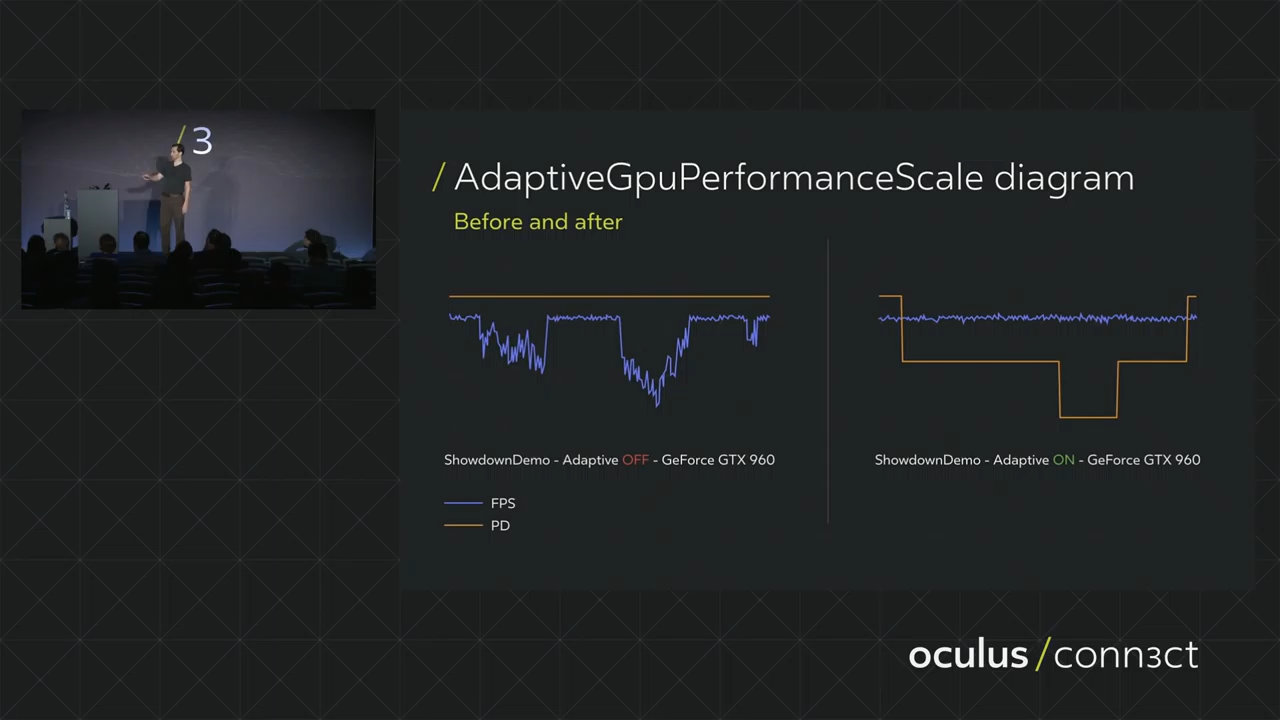 /3
/ AdaptiveGpuPerformanceScale diagram
Before and after
ShowdownDemo - Adaptive OFF - GeForce GTX 960
ShowdownDemo - Adaptive ON - GeForce GTX 960
FPS
PD
oculus /conn3ct